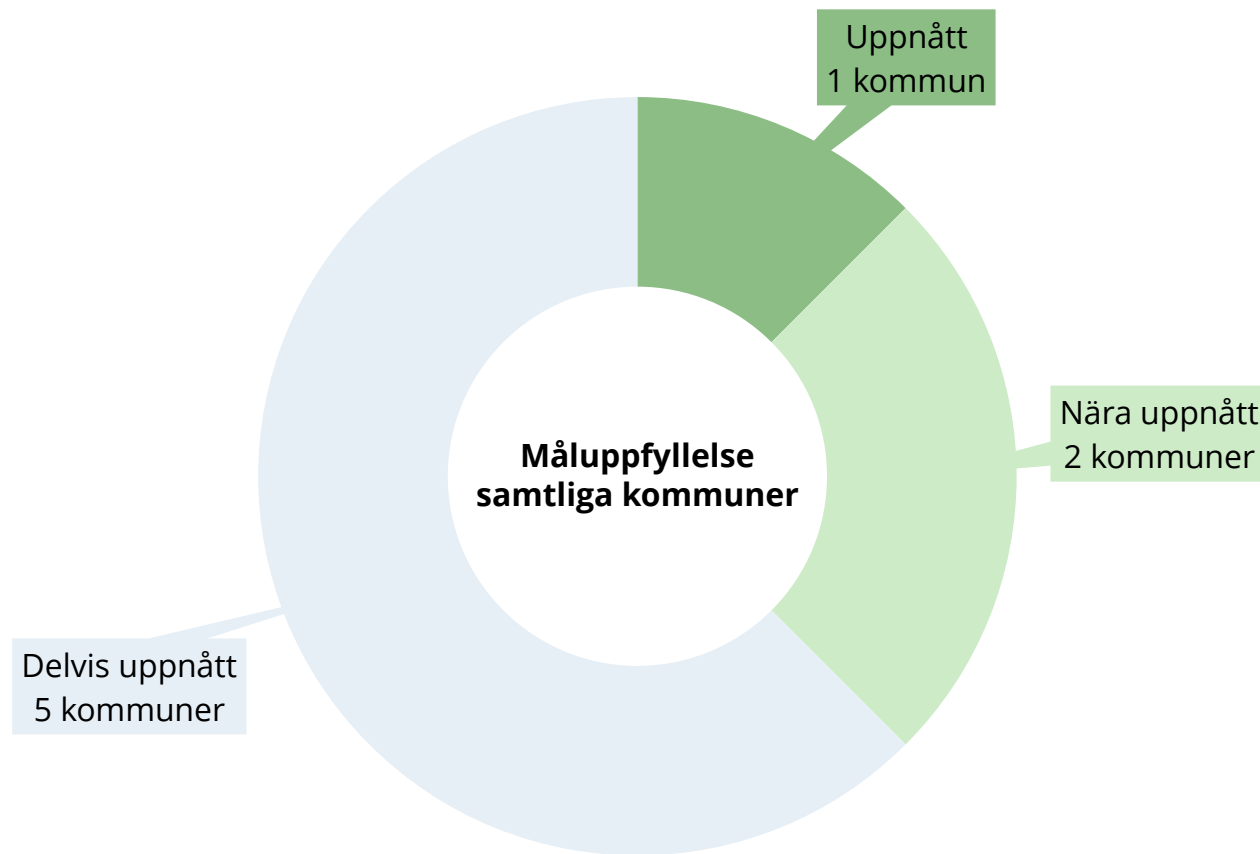 Uppnått
1 kommun
Nära uppnått
2 kommuner
Måluppfyllelse
samtliga kommuner
Delvis uppnått
5 kommuner